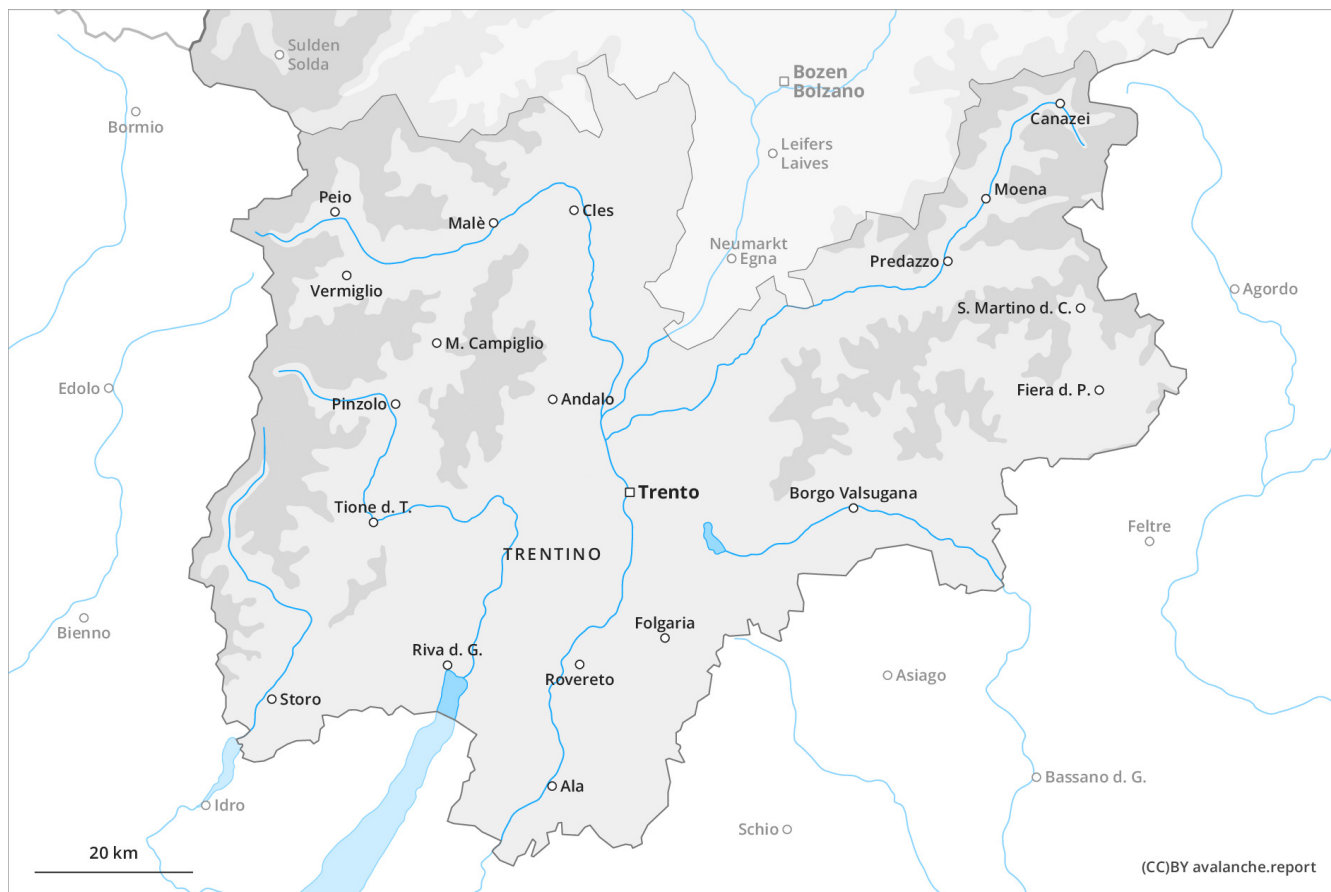 Sulden
Solda
Bozen
Bolzano
Bormio
Canazei
Leifers
Laives
Peio
Moena
Malè
Cles
Neumarkt
Egna
Predazzo
Vermiglio
Agordo
S. Martino d. C.
M. Campiglio
Edolo
Fiera d. P.
Pinzolo
Andalo
Trento
Borgo Valsugana
Tione d. T.
Feltre
TRENTINO
Bienno
Folgaria
Riva d. G.
Rovereto
Asiago
Storo
Bassano d. G.
Ala
Idro
Schio
20 km
(CC)BY avalanche.report